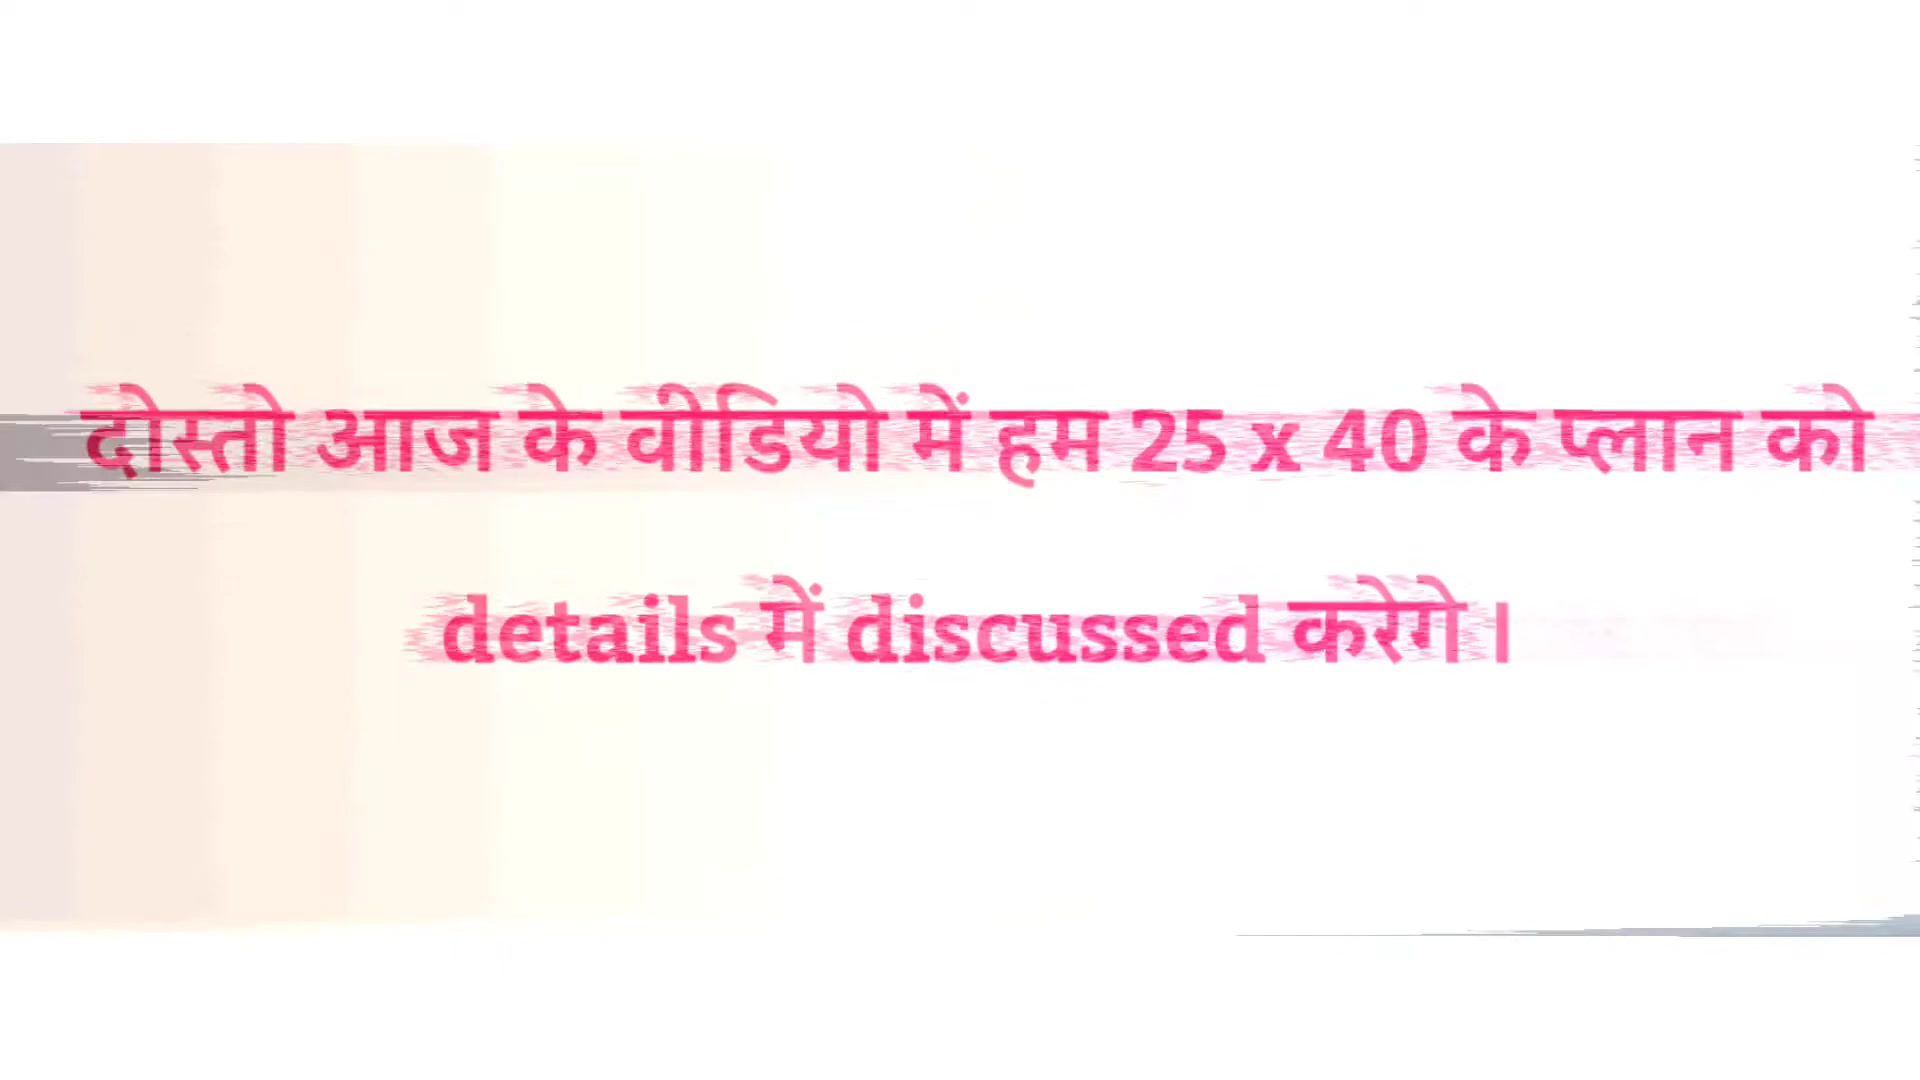 दोस्तो आज के वीडियो में हम 25 x 40 के प्लान को
details में discussed करेगे।